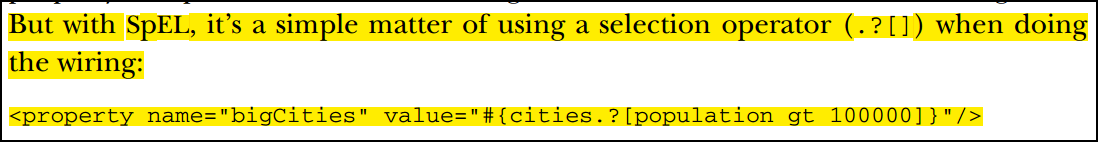 But with SpEL, it's a simple matter of using a selection operator (.?[]) when doing
the wiring:
<property name="bigCities" value="#{cities.?[population gt 100000]}"/>